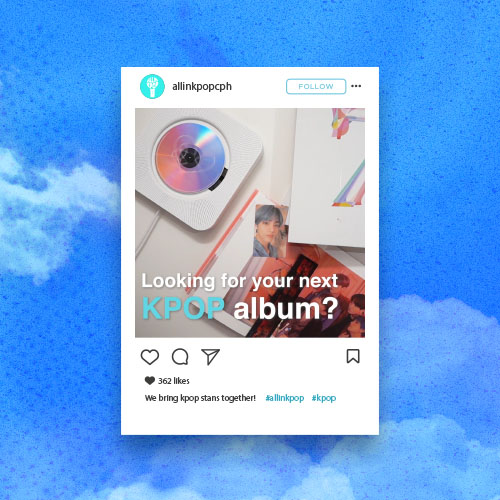 allinkpopcph
FOLLOW
Looking for your next
KPOP album?
362 likes
We bring kpop stans together! #allinkpop #kpop